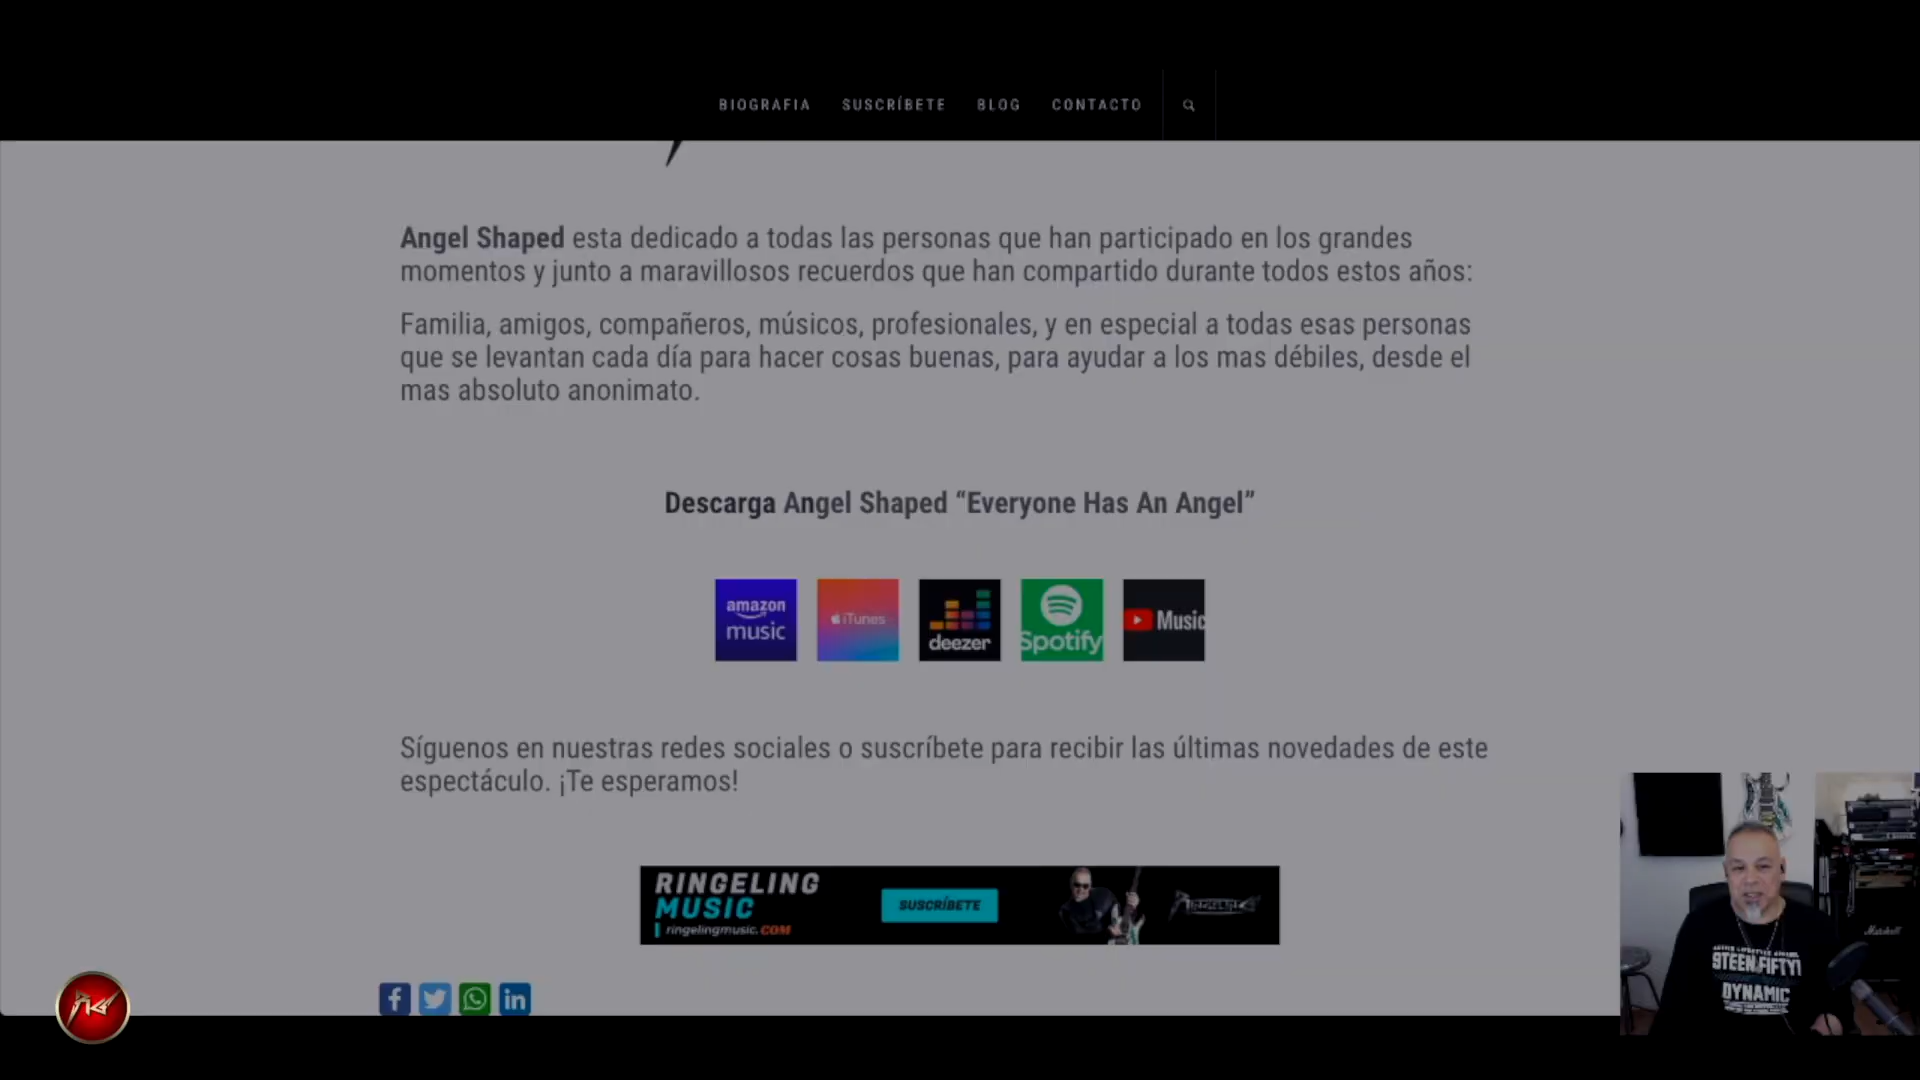 BIOGRAFIA SUSCRÍBETE BLOG CONTACTO
Angel Shaped esta dedicado a todas las personas que han participado en los grandes
momentos y junto a maravillosos recuerdos que han compartido durante todos estos años:
Familia, amigos, compañeros, músicos, profesionales, y en especial a todas esas personas
que se levantan cada día para hacer cosas buenas, para ayudar a los mas débiles, desde el
mas absoluto anonimato.
Descarga Angel Shaped “Everyone Has An Angel”
amazon
music
iTunes
deezer
Spotify
Music
Síguenos en nuestras redes sociales o suscríbete para recibir las últimas novedades de este
espectáculo. ¡Te esperamos!
RINGELING
MUSIC
ringelingmusic.COM
SUSCRÍBETE
RINGELING
Marshall
DYNAMIC